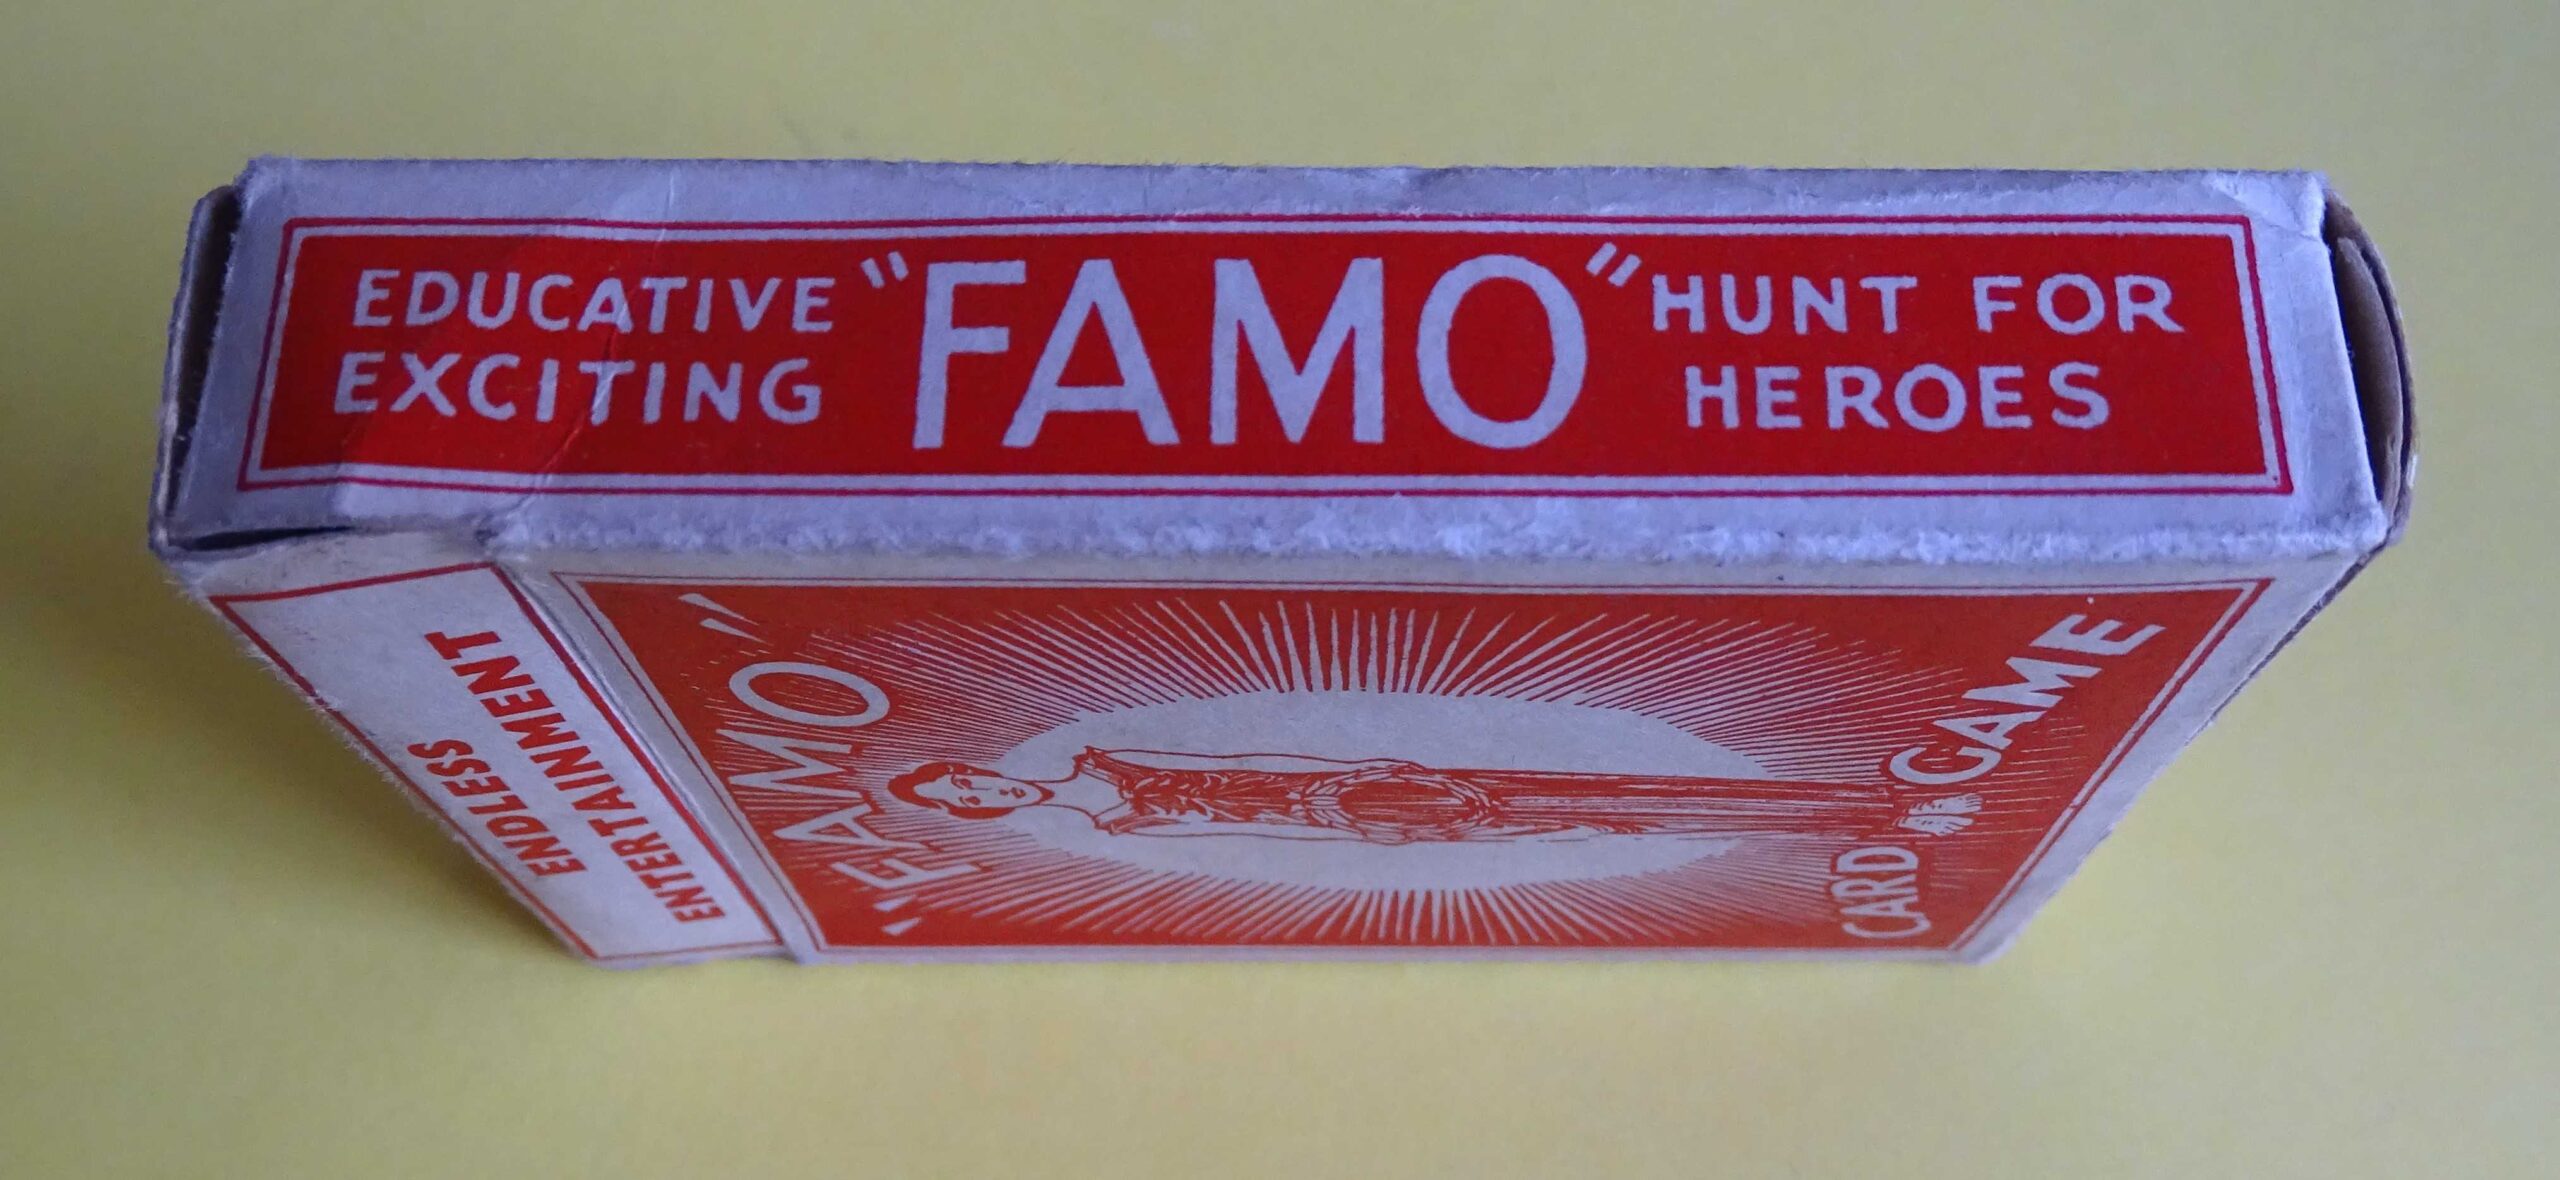 EDUCATIVE
EXCITING
"FAMO"
HUNT FOR
HEROES
ENDLESS
ENTERTAINMENT
"FAMO"
CARD GAME